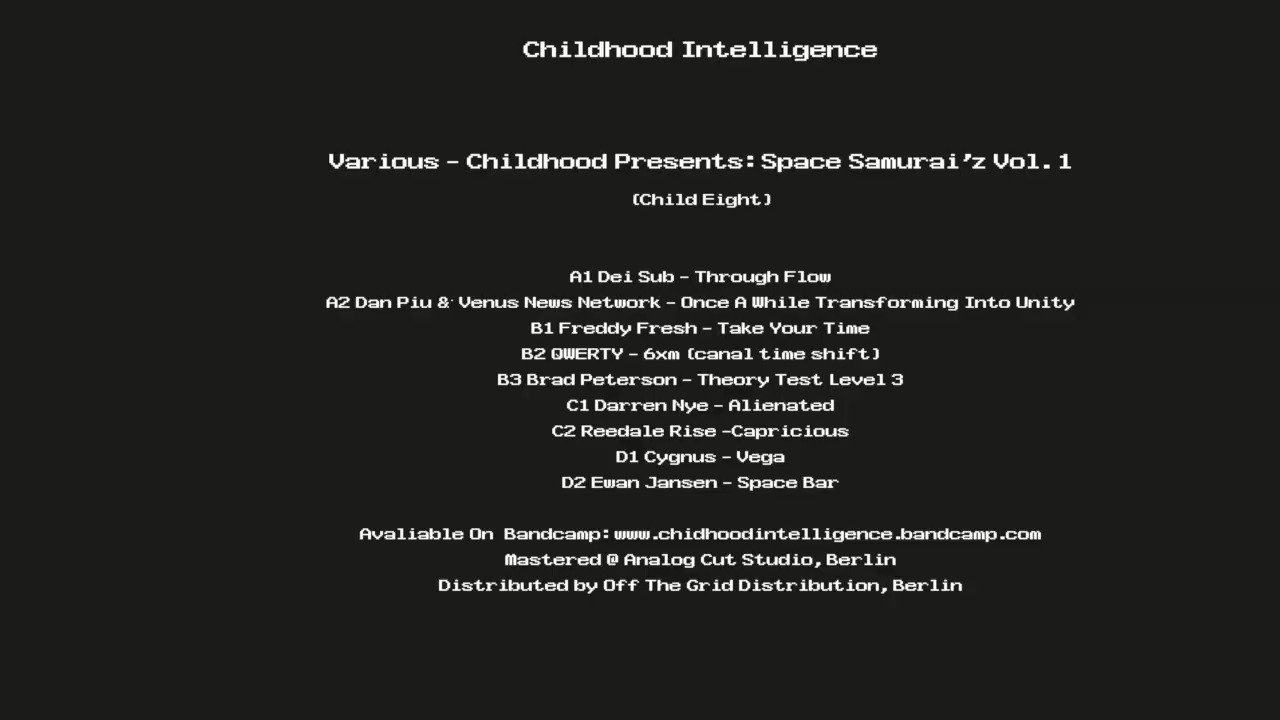 Childhood Intelligence
Various - Childhood Presents: Space Samurai'z Vol. 1
(Child Eight)
A1 Dei Sub - Through Flow
A2 Dan Piu & Venus News Network - Once A While Transforming Into Unity
B1 Freddy Fresh - Take Your Time
B2 QWERTY - 6xm (canal time shift)
B3 Brad Peterson - Theory Test Level 3
C1 Darren Nye - Alienated
C2 Reedale Rise -Capricious
D1 Cygnus - Vega
D2 Ewan Jansen - Space Bar
Avaliable On Bandcamp: www.chidhoodintelligence.bandcamp.com
Mastered @ Analog Cut Studio, Berlin
Distributed by Off The Grid Distribution, Berlin